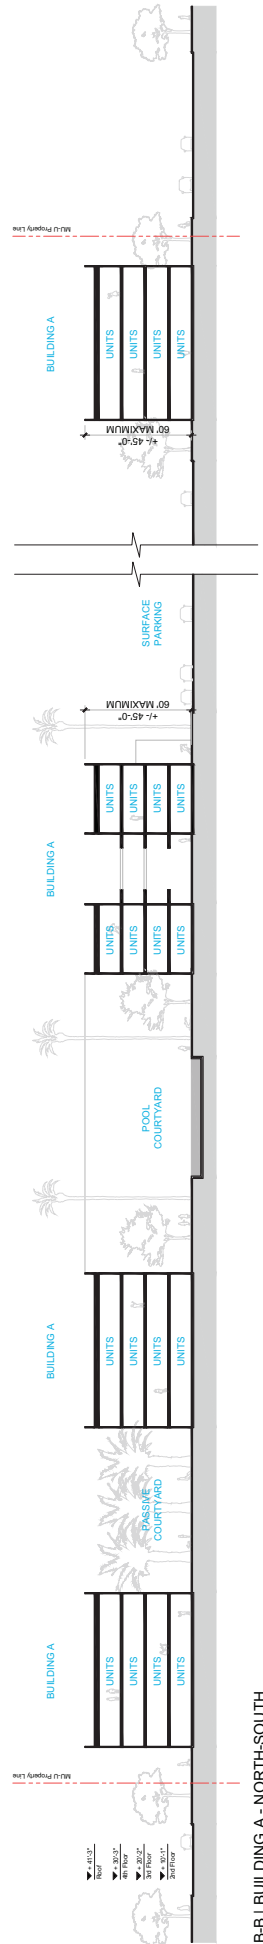 MU-U Property Line
+ 41'-3"
Roof
+ 30'-3"
4th Floor
+ 20'-2"
3rd Floor
+ 10'-1"
2nd Floor
BUILDING A
UNITS
UNITS
UNITS
UNITS
PASSIVE
COURTYARD
BUILDING A
UNITS
UNITS
UNITS
UNITS
POOL
COURTYARD
BUILDING A
UNITS
UNITS
UNITS
UNITS
UNITS
UNITS
UNITS
UNITS
+/- 45'-0"
60' MAXIMUM
SURFACE
PARKING
+/- 45'-0"
60' MAXIMUM
BUILDING A
UNITS
UNITS
UNITS
UNITS
MU-U Property Line
B-B | BUILDING A - NORTH-SOUTH